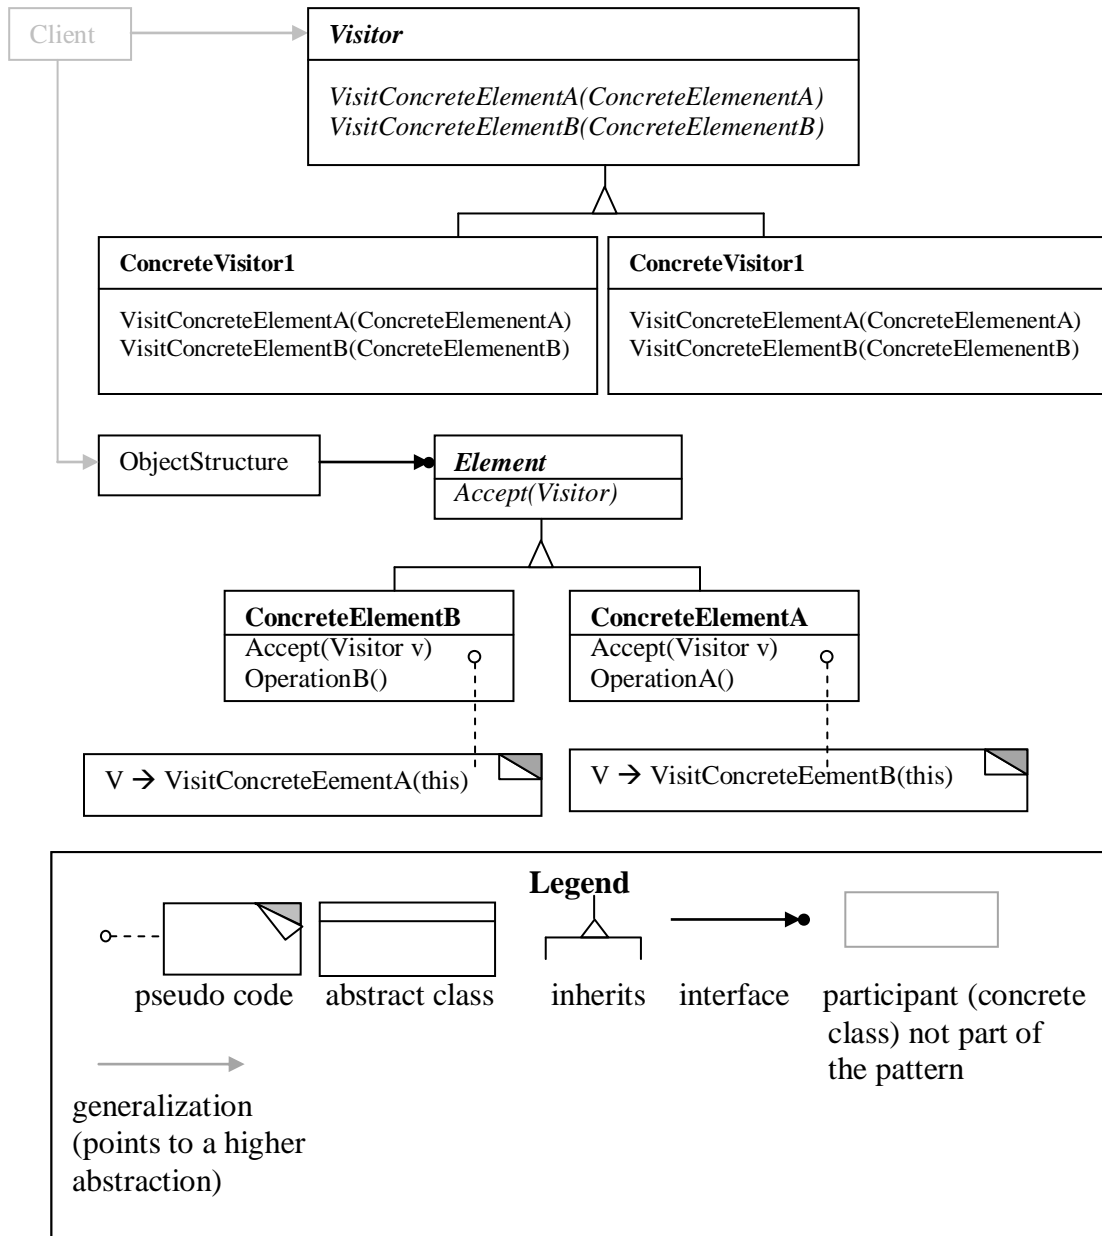 Client
Visitor
VisitConcreteElementA(ConcreteElemenentA)
VisitConcreteElementB(ConcreteElemenentB)
ConcreteVisitor1
VisitConcreteElementA(ConcreteElemenentA)
VisitConcreteElementB(ConcreteElemenentB)
ConcreteVisitor1
VisitConcreteElementA(ConcreteElemenentA)
VisitConcreteElementB(ConcreteElemenentB)
ObjectStructure
Element
Accept(Visitor)
ConcreteElementB
Accept(Visitor v)
OperationB()
ConcreteElementA
Accept(Visitor v)
OperationA()
V → VisitConcreteEementA(this)
V → VisitConcreteEementB(this)
Legend
pseudo code
abstract class
inherits
interface
participant (concrete
class) not part of
the pattern
generalization
(points to a higher
abstraction)